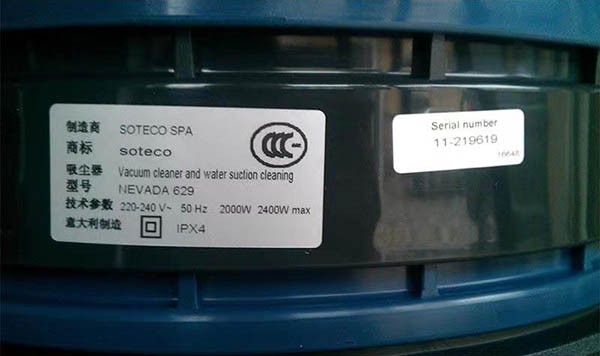 制造商 SOTECO SPA
商标 soteco
吸尘器 Vacuum cleaner and water suction cleaning
型号 NEVADA 629
技术参数 220-240 V~ 50 Hz 2000W 2400W max
意大利制造 IPX4
CCC
Serial number
11-219619
16648